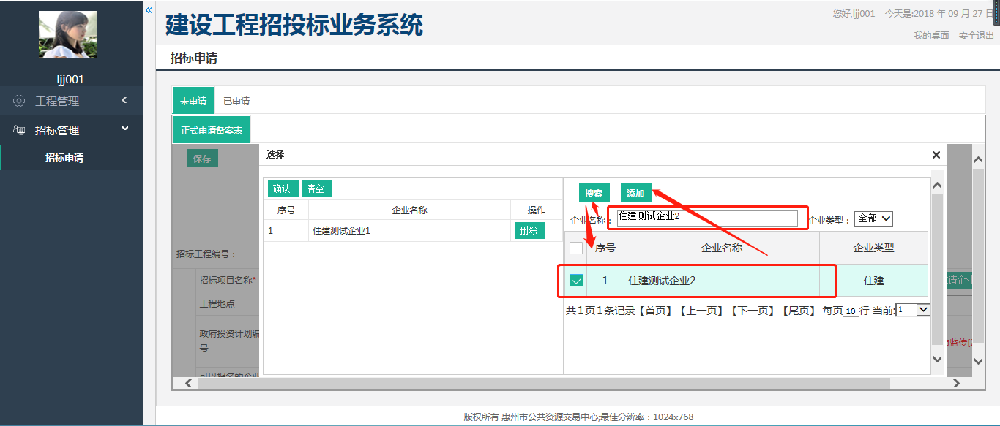 建设工程招投标业务系统
您好,ljj001 今天是:2018 年 09 月 27 日
我的桌面 安全退出
ljj001
工程管理
招标管理
招标申请
招标申请
未申请 已申请
正式申请备案表
保存
选择
确认 清空
序号 企业名称 操作
1 住建测试企业1 删除
搜索 添加
企业名称： 住建测试企业2 企业类型： 全部
序号 企业名称 企业类型
1 住建测试企业2 住建
共1页1条记录【首页】【上一页】【下一页】【尾页】 每页 10 行 当前: 1
招标工程编号：
招标项目名称*
工程地点
政府投资计划编
号
可以报名的企业
请企业
监传[2
版权所有 惠州市公共资源交易中心;最佳分辨率：1024x768